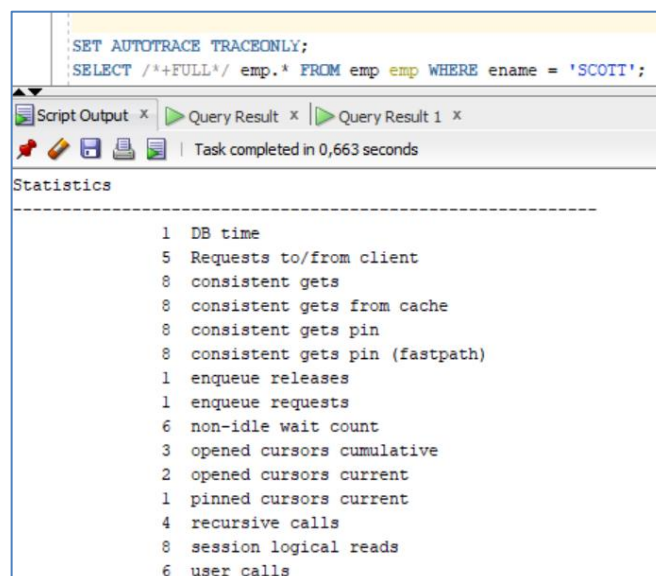 SET AUTOTRACE TRACEONLY;
SELECT /*+FULL*/ emp.* FROM emp emp WHERE ename = 'SCOTT';
Script Output x Query Result x Query Result 1 x
Task completed in 0,663 seconds
Statistics
-----------------------------------------------------------
1 DB time
5 Requests to/from client
8 consistent gets
8 consistent gets from cache
8 consistent gets pin
8 consistent gets pin (fastpath)
1 enqueue releases
1 enqueue requests
6 non-idle wait count
3 opened cursors cumulative
2 opened cursors current
1 pinned cursors current
4 recursive calls
8 session logical reads
6 user calls